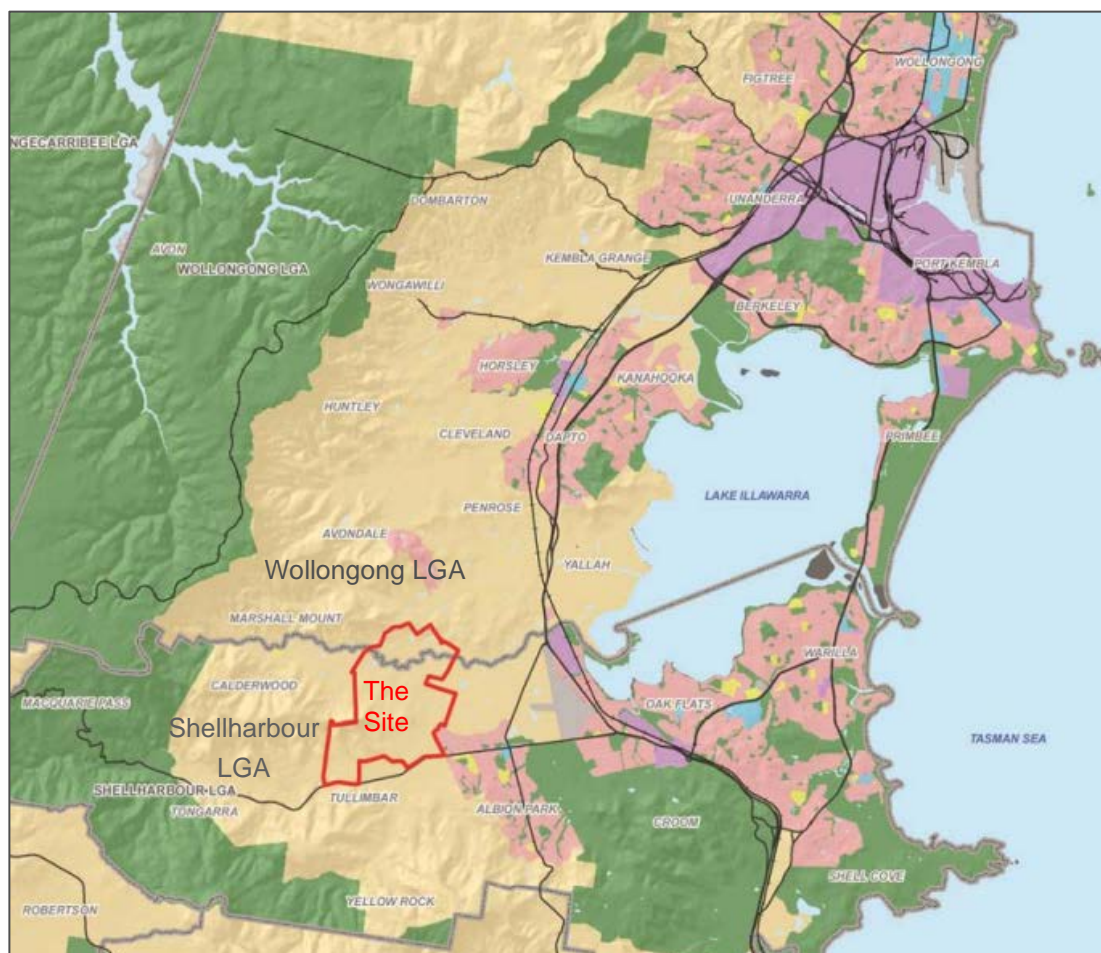 WOLLONGONG
FIGTREE
NGECARRIBEE LGA
UNANDERRA
DOMBARTON
AVON
WOLLONGONG LGA
KEMBLA GRANGE
PORT KEMBLA
WONGAWILLI
BERKELEY
HORSLEY
KANAHOOKA
HUNTLEY
CLEVELAND
DAPTO
PRIMBEE
LAKE ILLAWARRA
PENROSE
AVONDALE
Wollongong LGA
YALLAH
MARSHALL MOUNT
WARILLA
CALDERWOOD
MACQUARIE PASS
The
Site
OAK FLATS
Shellharbour
LGA
TASMAN SEA
SHELLHARBOUR LGA
TULLIMBAR
TONGARRA
ALBION PARK
CROOM
SHELL COVE
YELLOW ROCK
ROBERTSON